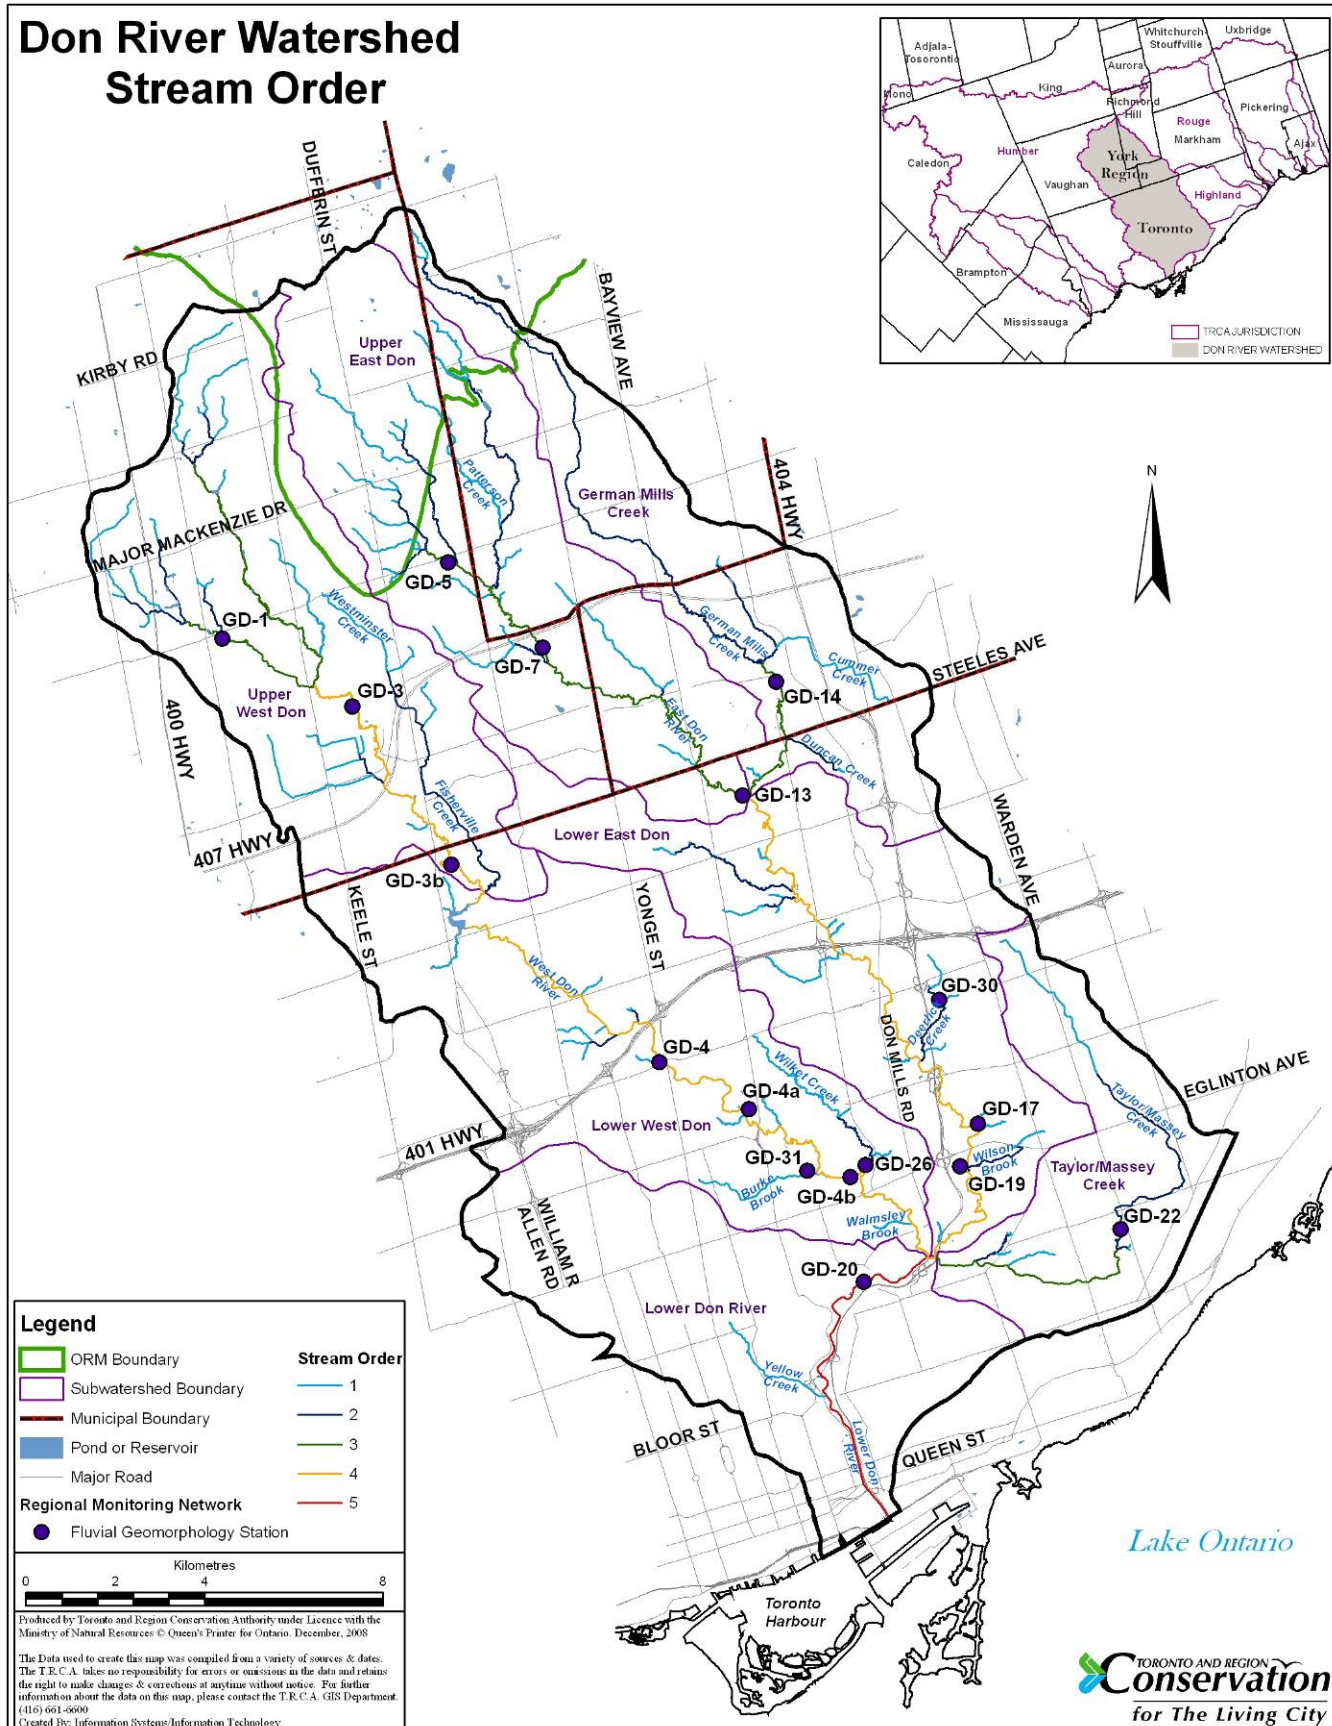 Don River Watershed
Stream Order
Adjala-
Tosorontio
Whitchurch-
Stouffville
Uxbridge
Aurora
King
Mono
Richmond
Hill
Pickering
Rouge
Markham
Ajax
Humber
Caledon
York
Region
Vaughan
Highland
Toronto
Brampton
Mississauga
TRCA JURISDICTION
DON RIVER WATERSHED
DUFFERIN ST
BAYVIEW AVE
KIRBY RD
Upper
East Don
Patterson
Creek
German Mills
Creek
404 HWY
N
MAJOR MACKENZIE DR
GD-5
GD-1
Westminster
Creek
German Mills
Creek
Cummer
Creek
STEELES AVE
GD-7
GD-14
GD-3
Upper
West Don
400 HWY
East Don
River
Duncan Creek
GD-13
Fisherville
Creek
WARDEN AVE
Lower East Don
407 HWY
GD-3b
KEELE ST
YONGE ST
West Don
River
GD-30
Deerlick
Creek
DON MILLS RD
GD-4
Wilket Creek
EGLINTON AVE
Taylor/Massey
Creek
GD-4a
GD-17
Lower West Don
401 HWY
GD-31
GD-26
Wilson
Brook
Taylor/Massey
Creek
Burke
Brook
GD-4b
GD-19
WILLIAM R
ALLEN RD
Walmsley
Brook
GD-22
GD-20
Lower Don River
Yellow
Creek
BLOOR ST
Lower Don
River
QUEEN ST
Lake Ontario
Toronto
Harbour
Legend
ORM Boundary
Subwatershed Boundary
Municipal Boundary
Pond or Reservoir
Major Road
Regional Monitoring Network
Fluvial Geomorphology Station
Stream Order
1
2
3
4
5
Kilometres
0 2 4 8
Produced by Toronto and Region Conservation Authority under Licence with the
Ministry of Natural Resources © Queen's Printer for Ontario. December, 2008
The Data used to create this map was compiled from a variety of sources & dates.
The T.R.C.A. takes no responsibility for errors or omissions in the data and retains
the right to make changes & corrections at anytime without notice. For further
information about the data on this map, please contact the T.R.C.A. GIS Department.
(416) 661-6600
Created By: Information Systems/Information Technology
TORONTO AND REGION
Conservation
for The Living City